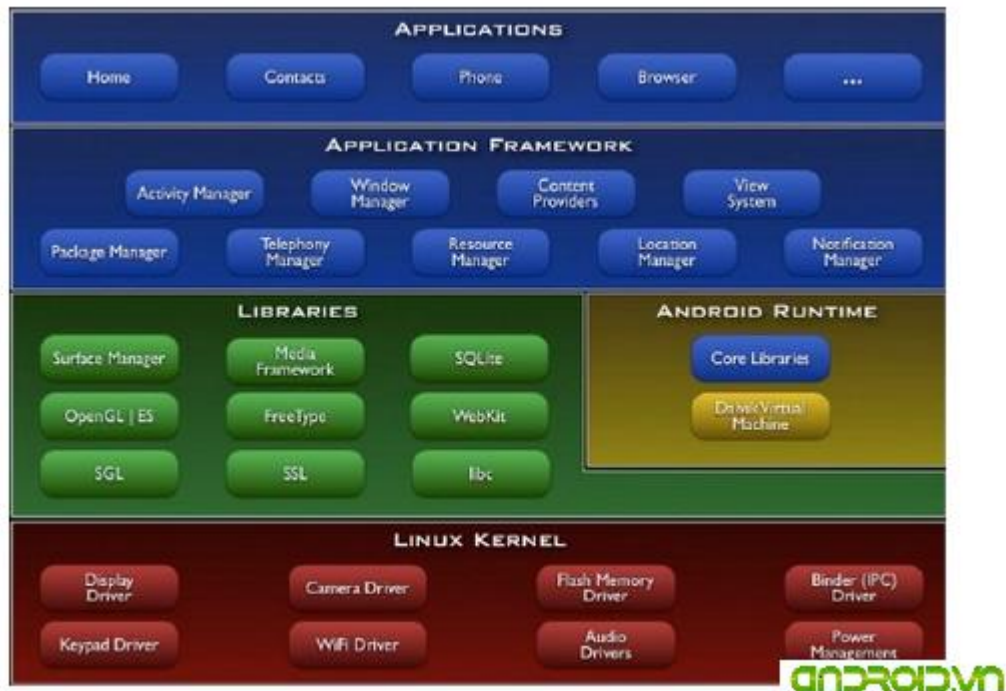 APPLICATIONS
Home
Contacts
Phone
Browser
...
APPLICATION FRAMEWORK
Activity Manager
Window
Manager
Content
Providers
View
System
Package Manager
Telephony
Manager
Resource
Manager
Location
Manager
Notification
Manager
LIBRARIES
Surface Manager
Media
Framework
SQLite
OpenGL | ES
FreeType
WebKit
SGL
SSL
libc
ANDROID RUNTIME
Core Libraries
Dalvik Virtual
Machine
LINUX KERNEL
Display
Driver
Camera Driver
Flash Memory
Driver
Binder (IPC)
Driver
Keypad Driver
WiFi Driver
Audio
Drivers
Power
Management
ANDROID.VN